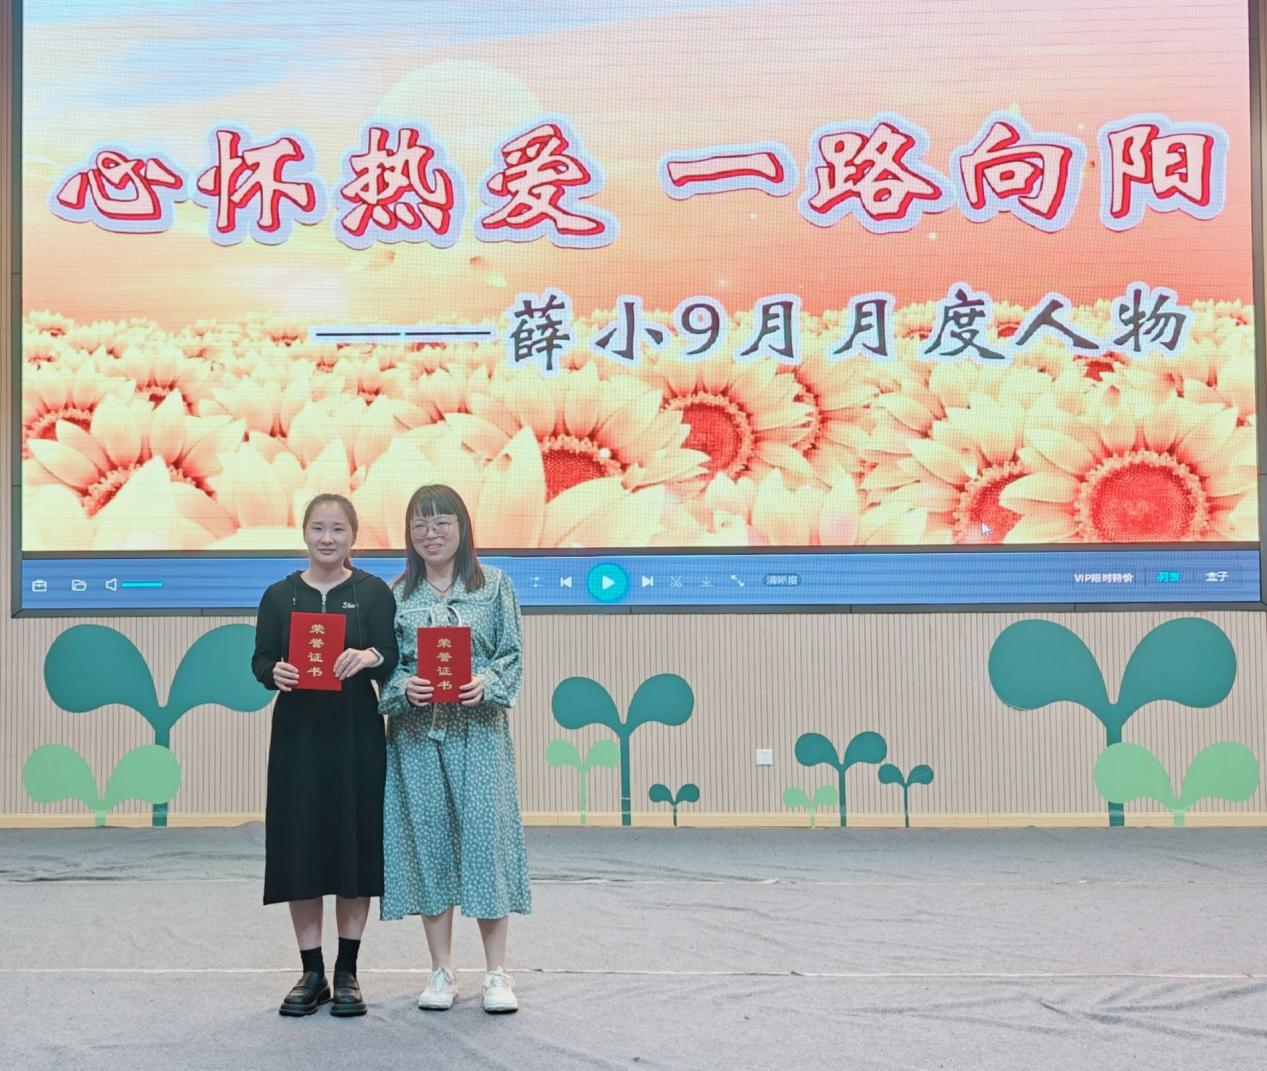 心怀热爱 一路向阳
——薛小9月月度人物
清晰度
VIP限时特价 列表 盒子
荣誉证书
荣誉证书